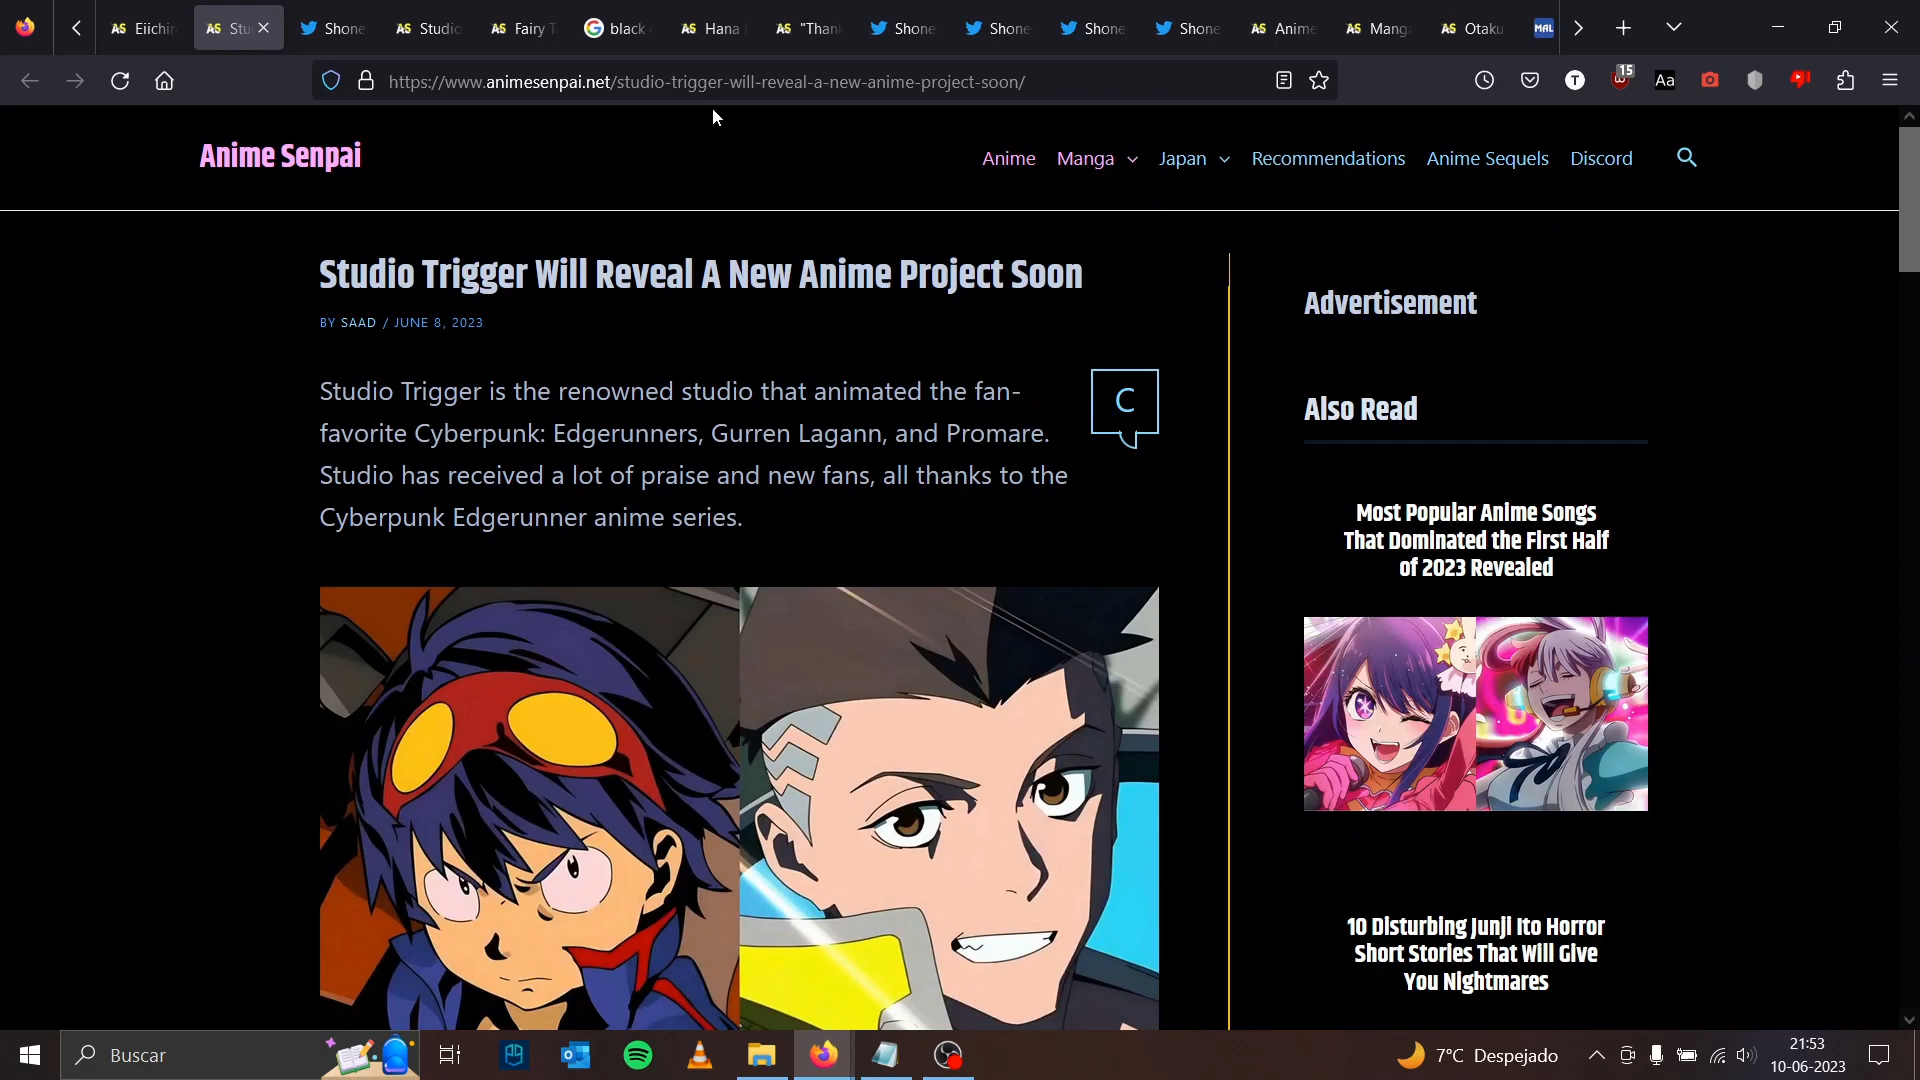 Eiichir
Stu
Shone
Studic
Fairy T
black
Hana
"Than
Shone
Shone
Shone
Shone
Anime
Manga
Otaku
MAL
https://www.animesenpai.net/studio-trigger-will-reveal-a-new-anime-project-soon/
15
Anime Senpai
Anime
Manga
Japan
Recommendations
Anime Sequels
Discord
Studio Trigger Will Reveal A New Anime Project Soon
BY SAAD / JUNE 8, 2023
Studio Trigger is the renowned studio that animated the fan-
favorite Cyberpunk: Edgerunners, Gurren Lagann, and Promare.
Studio has received a lot of praise and new fans, all thanks to the
Cyberpunk Edgerunner anime series.
C
Advertisement
Also Read
Most Popular Anime Songs
That Dominated the First Half
of 2023 Revealed
10 Disturbing Junji Ito Horror
Short Stories That Will Give
You Nightmares
Buscar
7°C Despejado
21:53
10-06-2023